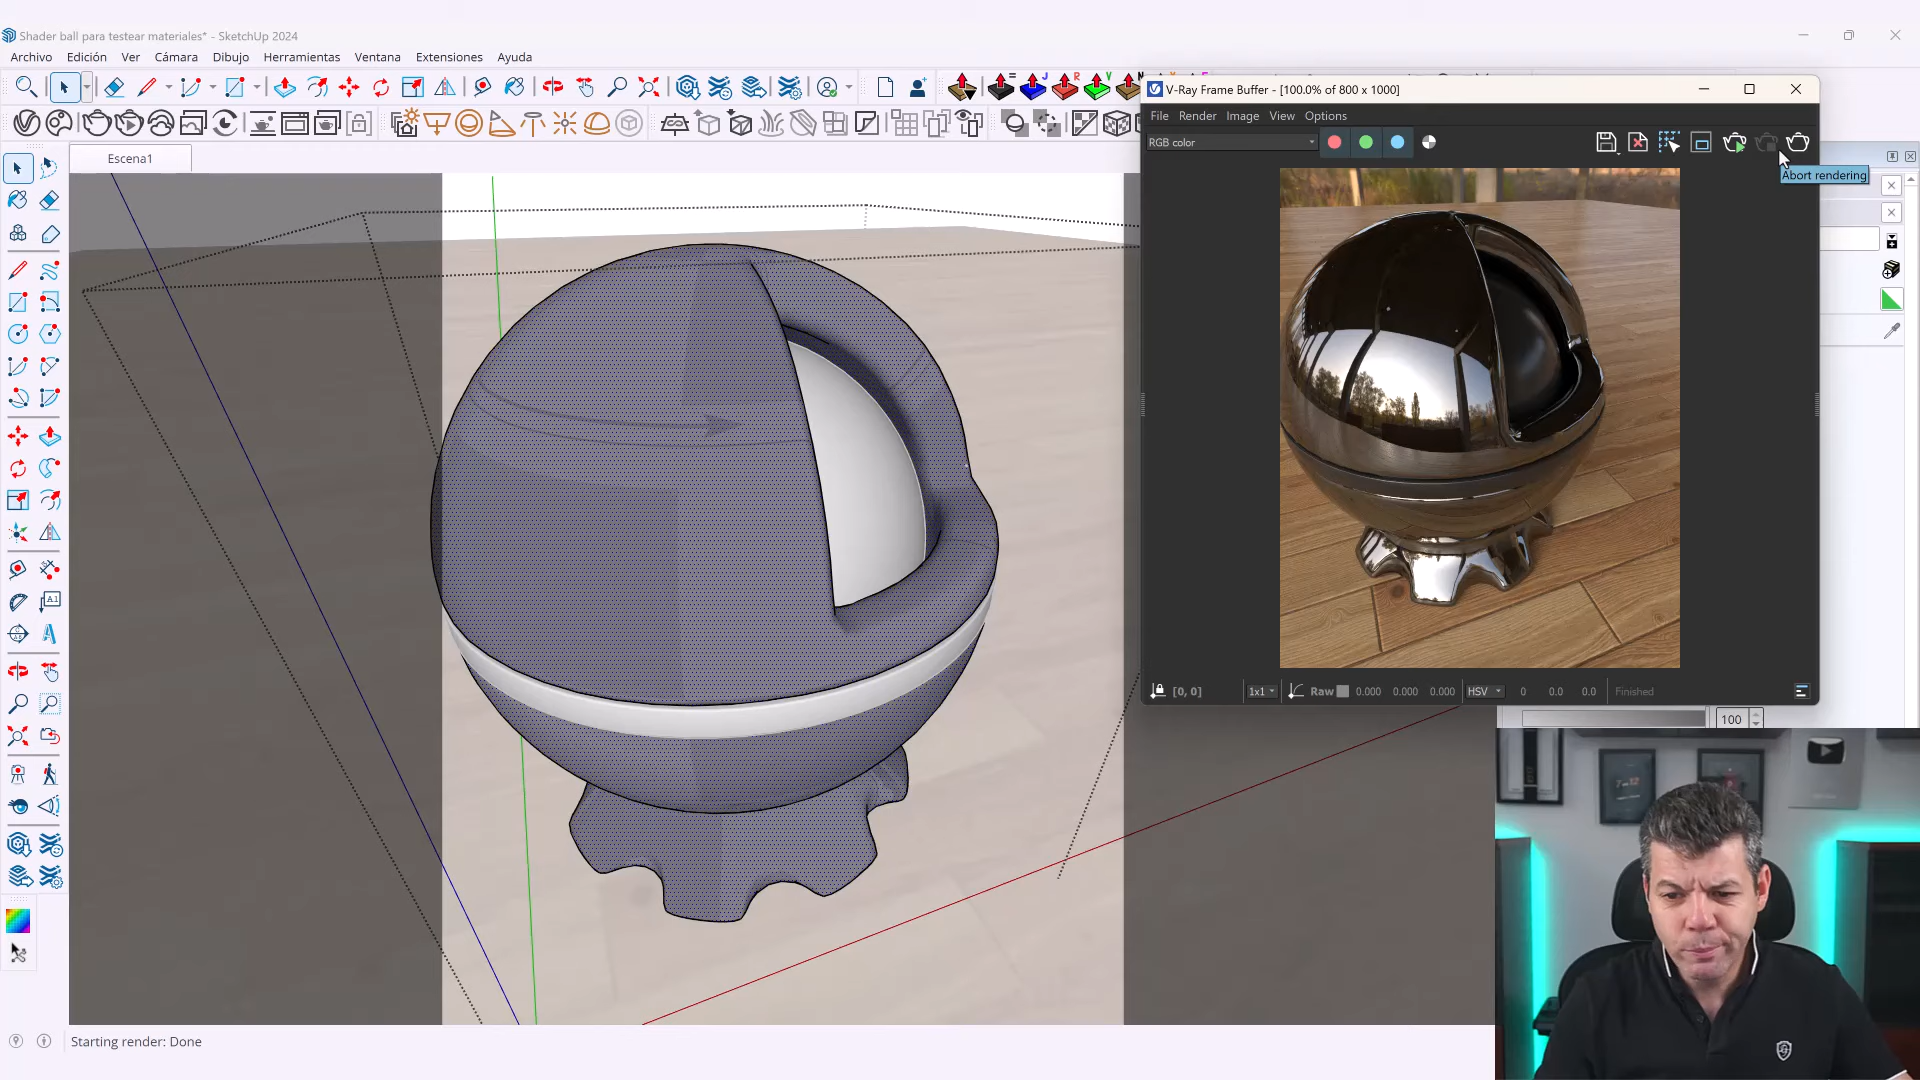 Shader ball para testear materiales* - SketchUp 2024
Archivo Edición Ver Cámara Dibujo Herramientas Ventana Extensiones Ayuda
Escena1
V-Ray Frame Buffer - [100.0% of 800 x 1000]
File Render Image View Options
RGB color
Abort rendering
[0, 0] 1x1 Raw 0.000 0.000 0.000 HSV 0 0.0 0.0 Finished
100
Starting render: Done